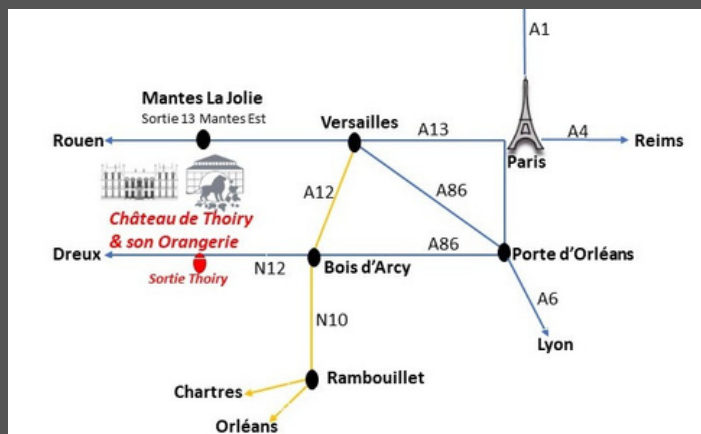 A1
Mantes La Jolie
Sortie 13 Mantes Est
Versailles
A13
Rouen
A4
Reims
Paris
A12
A86
Château de Thoiry
& son Orangerie
Dreux
Sortie Thoiry
N12
Bois d'Arcy
A86
Porte d'Orléans
A6
N10
Lyon
Rambouillet
Chartres
Orléans